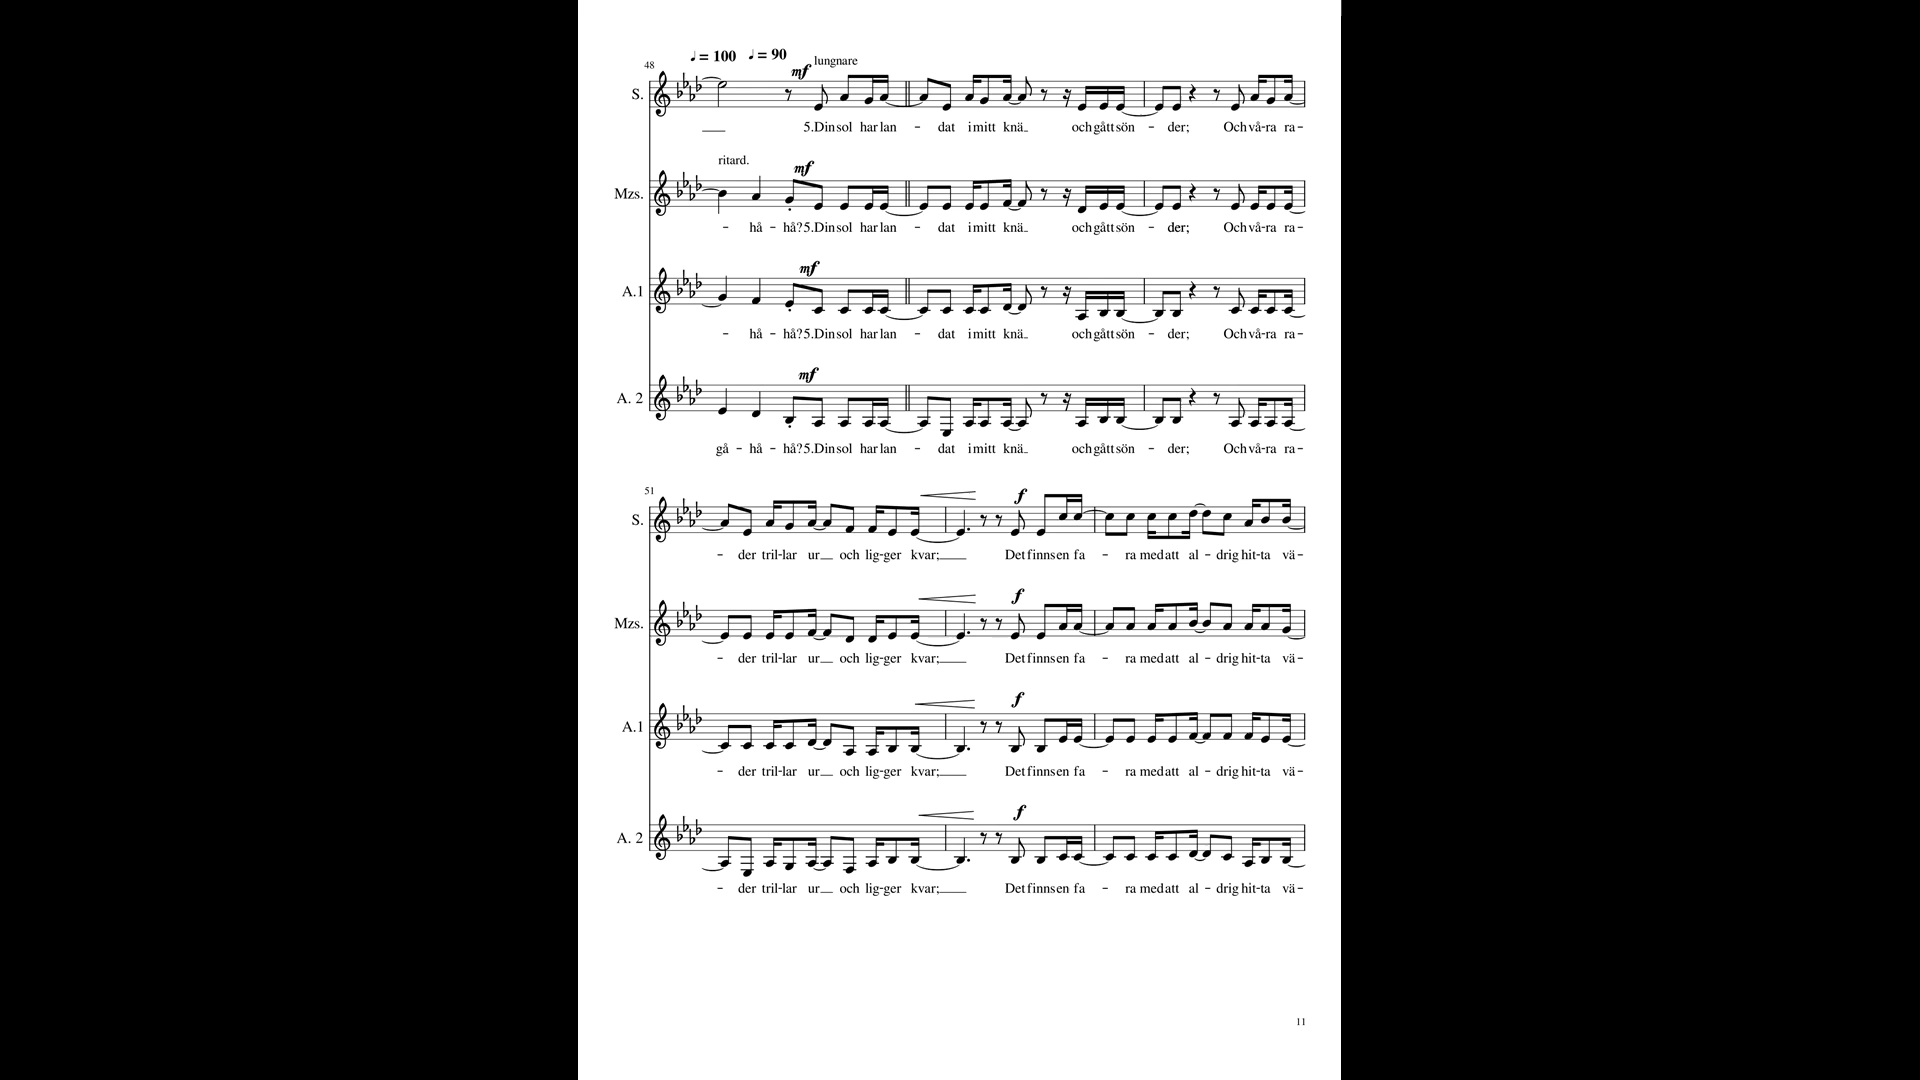 ♩ = 100 ♩ = 90
48 mf lungnare
S.
5.Din sol har lan - dat i mitt knä_ och gått sön - der; Och vå-ra ra-
ritard. mf
Mzs.
- hå - hå? 5.Din sol har lan - dat i mitt knä_ och gått sön - der; Och vå-ra ra-
mf
A.1
- hå - hå? 5.Din sol har lan - dat i mitt knä_ och gått sön - der; Och vå-ra ra-
mf
A. 2
gå - hå - hå? 5.Din sol har lan - dat i mitt knä_ och gått sön - der; Och vå-ra ra-
51 f
S.
- der tril-lar ur_ och lig-ger kvar;_ Det finns en fa - ra med att al - drig hit-ta vä-
f
Mzs.
- der tril-lar ur_ och lig-ger kvar;_ Det finns en fa - ra med att al - drig hit-ta vä-
f
A.1
- der tril-lar ur_ och lig-ger kvar;_ Det finns en fa - ra med att al - drig hit-ta vä-
f
A. 2
- der tril-lar ur_ och lig-ger kvar;_ Det finns en fa - ra med att al - drig hit-ta vä-
11